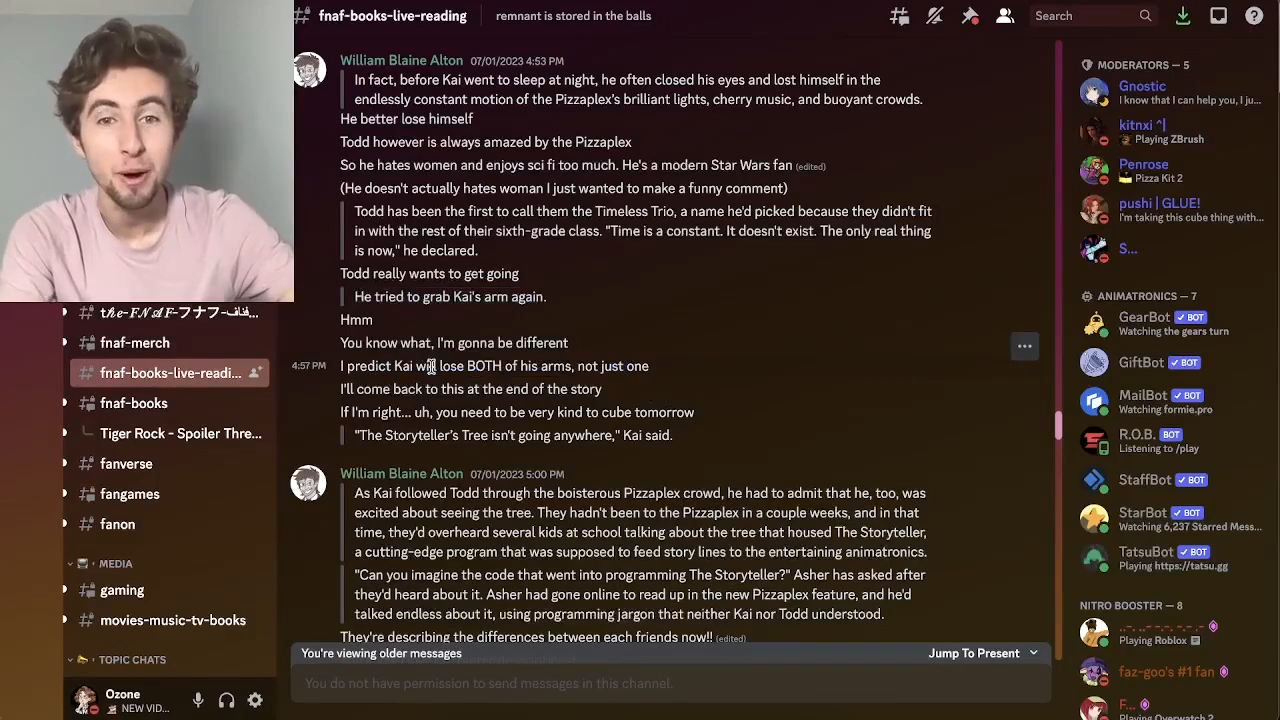 fnaf-books-live-reading
remnant is stored in the balls
Search
William Blaine Alton 07/01/2023 4:53 PM
In fact, before Kai went to sleep at night, he often closed his eyes and lost himself in the
endlessly constant motion of the Pizzaplex's brilliant lights, cherry music, and buoyant crowds.
He better lose himself
Todd however is always amazed by the Pizzaplex
So he hates women and enjoys sci fi too much. He's a modern Star Wars fan (edited)
(He doesn't actually hates woman I just wanted to make a funny comment)
Todd has been the first to call them the Timeless Trio, a name he'd picked because they didn't fit
in with the rest of their sixth-grade class. "Time is a constant. It doesn't exist. The only real thing
is now," he declared.
Todd really wants to get going
He tried to grab Kai's arm again.
Hmm
You know what, I'm gonna be different
4:57 PM
I predict Kai will lose BOTH of his arms, not just one
I'll come back to this at the end of the story
If I'm right... uh, you need to be very kind to cube tomorrow
"The Storyteller's Tree isn't going anywhere," Kai said.
William Blaine Alton 07/01/2023 5:00 PM
As Kai followed Todd through the boisterous Pizzaplex crowd, he had to admit that he, too, was
excited about seeing the tree. They hadn't been to the Pizzaplex in a couple weeks, and in that
time, they'd overheard several kids at school talking about the tree that housed The Storyteller,
a cutting-edge program that was supposed to feed story lines to the entertaining animatronics.
"Can you imagine the code that went into programming The Storyteller?" Asher has asked after
they'd heard about it. Asher had gone online to read up in the new Pizzaplex feature, and he'd
talked endless about it, using programming jargon that neither Kai nor Todd understood.
They're describing the differences between each friends now!! (edited)
You're viewing older messages
Jump To Present
You do not have permission to send messages in this channel.
fnaf-merch
fnaf-books-live-readi...
fnaf-books
Tiger Rock - Spoiler Thre...
fanverse
fangames
fanon
MEDIA
gaming
movies-music-tv-books
TOPIC CHATS
Ozone
NEW VID...
MODERATORS — 5
Gnostic
I know that I can help you, I ju...
kitnxi ^|
Playing ZBrush
Penrose
Pizza Kit 2
pushi | GLUE!
I'm taking this cube thing with...
S...
ANIMATRONICS — 7
GearBot BOT
Watching the gears turn
GiftBot BOT
MailBot BOT
Watching formie.pro
R.O.B. BOT
Listening to /play
StaffBot BOT
StarBot BOT
Watching 6,237 Starred Mess...
TatsuBot BOT
Playing https://tatsu.gg
NITRO BOOSTER — 8
Playing Roblox
faz-goo's #1 fan
F...
Playing Overwatch 2